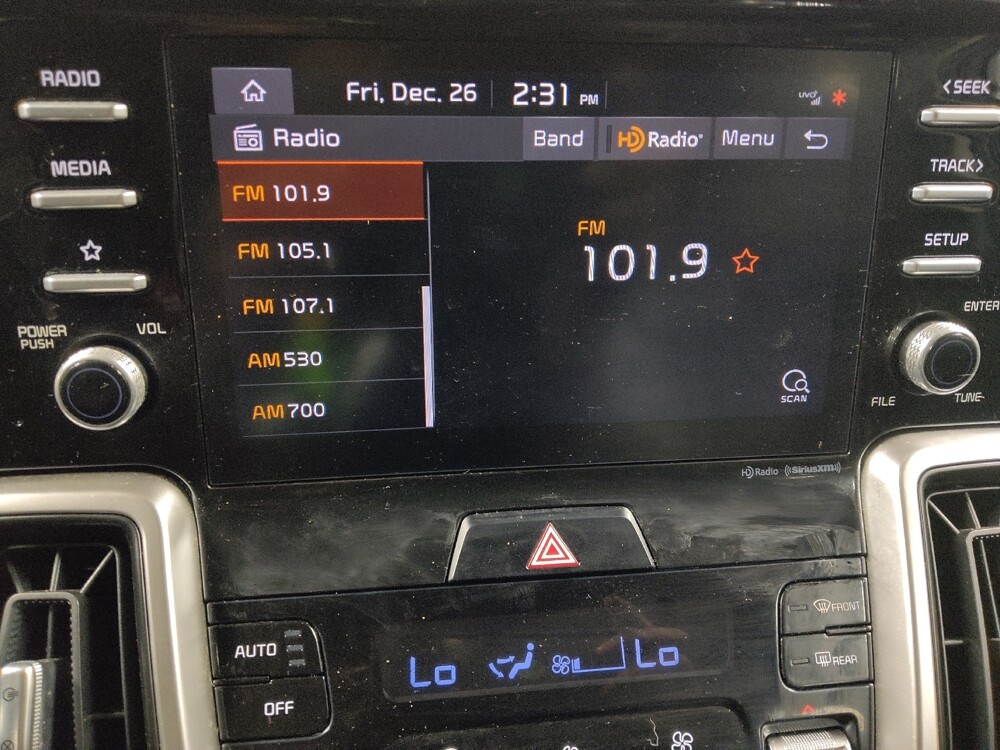 RADIO
MEDIA
POWER PUSH
VOL
Fri, Dec. 26 2:31 PM
UVO
Radio Band HD Radio Menu
FM 101.9
FM 105.1
FM 107.1
AM 530
AM 700
FM
101.9
SCAN
<SEEK
TRACK>
SETUP
ENTER
FILE
TUNE
HD Radio ((SiriusXM))
AUTO
OFF
Lo Lo
FRONT
REAR